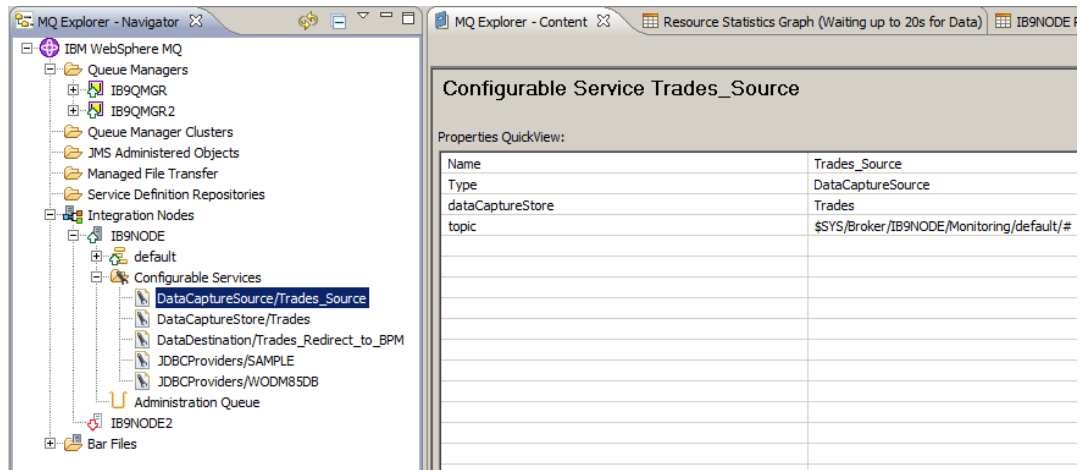 MQ Explorer - Navigator
IBM WebSphere MQ
Queue Managers
IB9QMGR
IB9QMGR2
Queue Manager Clusters
JMS Administered Objects
Managed File Transfer
Service Definition Repositories
Integration Nodes
IB9NODE
default
Configurable Services
DataCaptureSource/Trades_Source
DataCaptureStore/Trades
DataDestination/Trades_Redirect_to_BPM
JDBCProviders/SAMPLE
JDBCProviders/WODM85DB
Administration Queue
IB9NODE2
Bar Files
MQ Explorer - Content Resource Statistics Graph (Waiting up to 20s for Data) IB9NODE
Configurable Service Trades_Source
Properties QuickView:
Name Trades_Source
Type DataCaptureSource
dataCaptureStore Trades
topic $SYS/Broker/IB9NODE/Monitoring/default/#